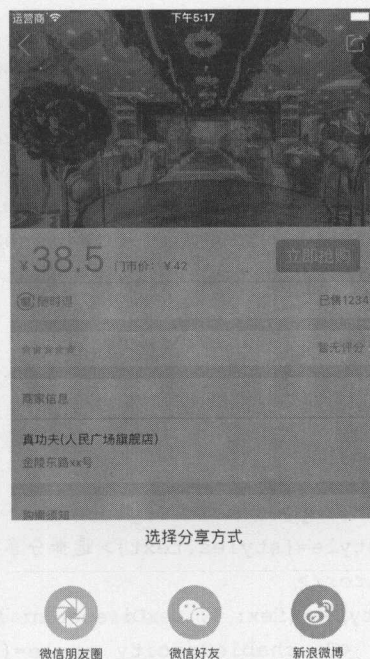 运营商 下午5:17
¥38.5 门市价：¥42 立即抢购
随时退 已售1234
☆☆☆☆☆ 暂无评分
商家信息
真功夫(人民广场旗舰店)
金陵东路xx号
购买须知
选择分享方式
微信朋友圈 微信好友 新浪微博